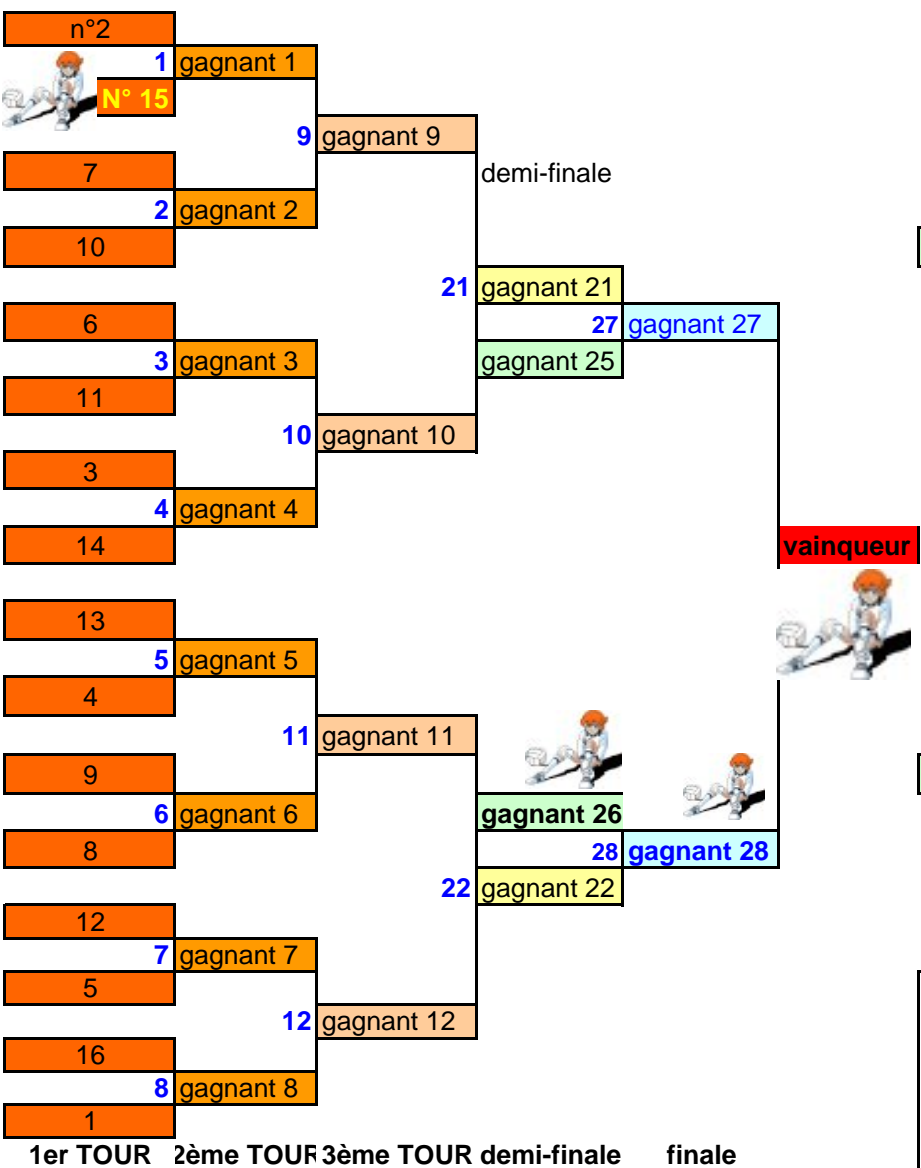 n°2
1 gagnant 1
N° 15
9 gagnant 9
7
demi-finale
2 gagnant 2
10
21 gagnant 21
6
27 gagnant 27
3 gagnant 3
gagnant 25
11
10 gagnant 10
3
4 gagnant 4
14
vainqueur
13
5 gagnant 5
4
11 gagnant 11
9
6 gagnant 6
gagnant 26
8
28 gagnant 28
22 gagnant 22
12
7 gagnant 7
5
12 gagnant 12
16
8 gagnant 8
1
1er TOUR 2ème TOUR 3ème TOUR demi-finale finale